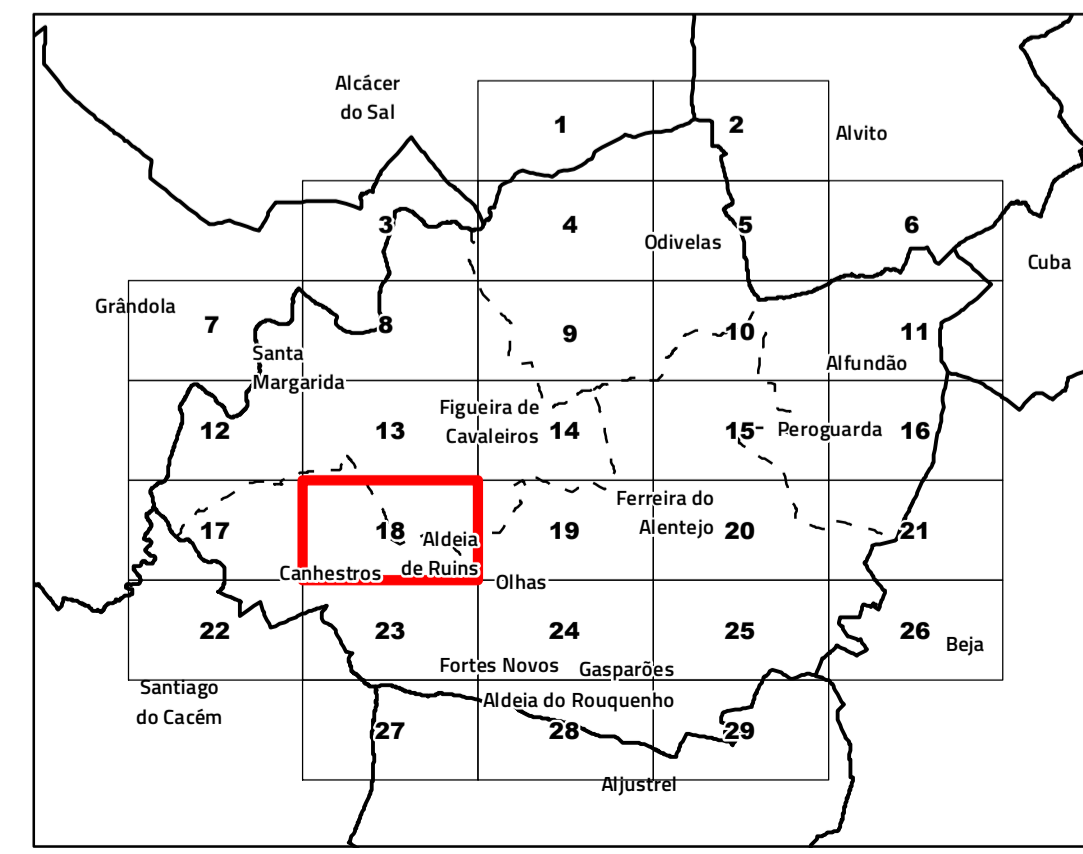 Alcácer
do Sal
1
2
Alvito
3
4
5
6
Odivelas
Cuba
Grândola
7
8
9
10
11
Santa
Margarida
Alfundão
Figueira de
Cavaleiros
12
13
14
15
Peroguarda
16
Ferreira do
Alentejo
17
18
Aldeia
de Ruins
19
20
21
Canhestros
Olhas
22
23
24
25
26
Beja
Fortes Novos
Gasparões
Santiago
do Cacém
Aldeia do Rouquenho
27
28
29
Aljustrel